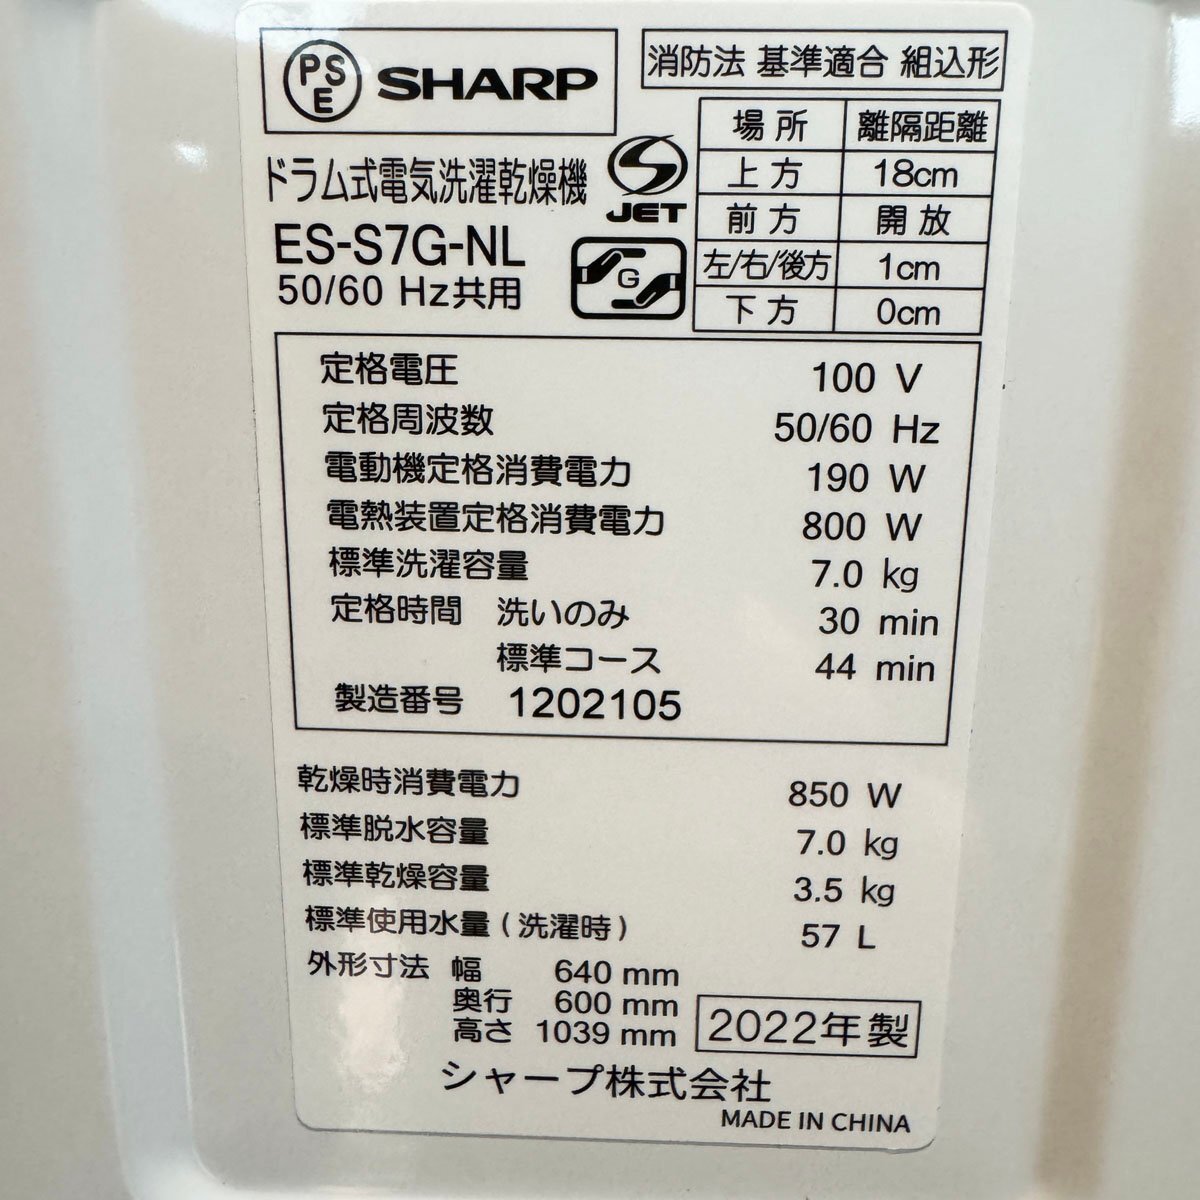 PSE SHARP
消防法 基準適合 組込形
場所 離隔距離
上方 18cm
前方 開放
左/右/後方 1cm
下方 0cm
ドラム式電気洗濯乾燥機
S JET
ES-S7G-NL
50/60 Hz共用
G
定格電圧 100 V
定格周波数 50/60 Hz
電動機定格消費電力 190 W
電熱装置定格消費電力 800 W
標準洗濯容量 7.0 kg
定格時間 洗いのみ 30 min
標準コース 44 min
製造番号 1202105
乾燥時消費電力 850 W
標準脱水容量 7.0 kg
標準乾燥容量 3.5 kg
標準使用水量(洗濯時) 57 L
外形寸法 幅 640 mm
奥行 600 mm
高さ 1039 mm
2022年製
シャープ株式会社
MADE IN CHINA